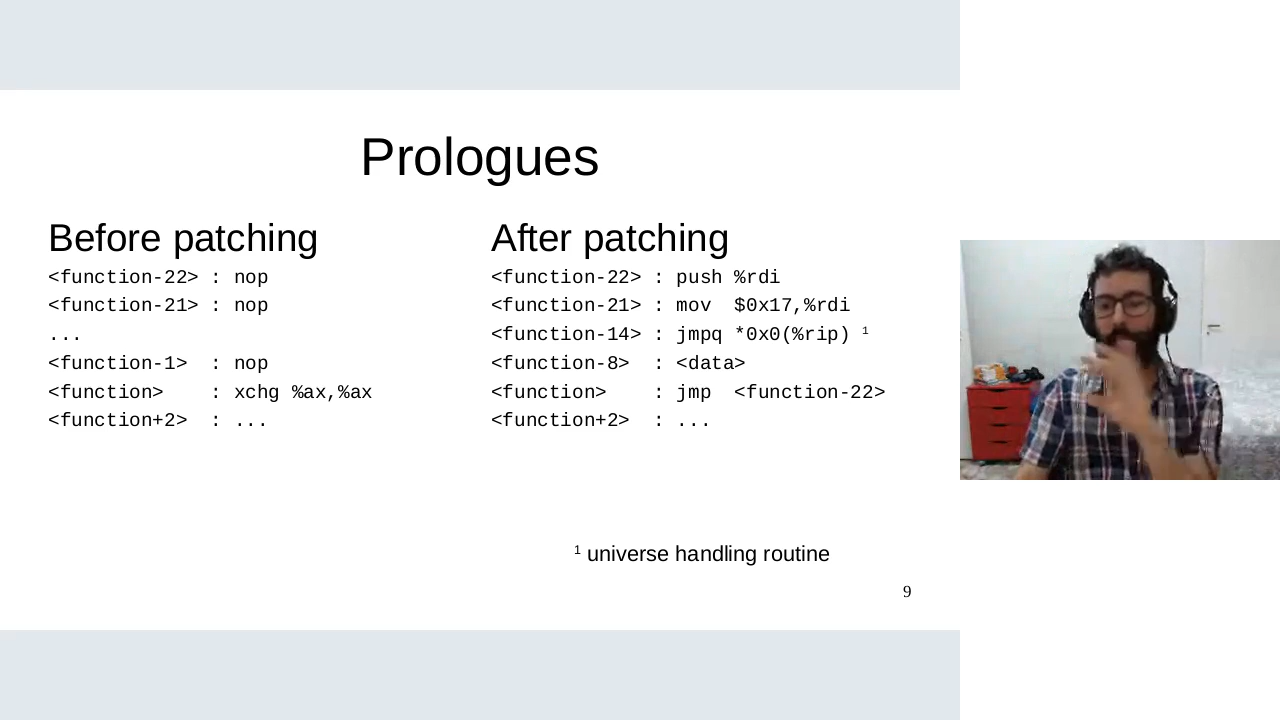 Prologues
Before patching
<function-22> : nop
<function-21> : nop
...
<function-1>  : nop
<function>    : xchg %ax,%ax
<function+2>  : ...
After patching
<function-22> : push %rdi
<function-21> : mov  $0x17,%rdi
<function-14> : jmpq *0x0(%rip) 1
<function-8>  : <data>
<function>    : jmp  <function-22>
<function+2>  : ...
1 universe handling routine
9